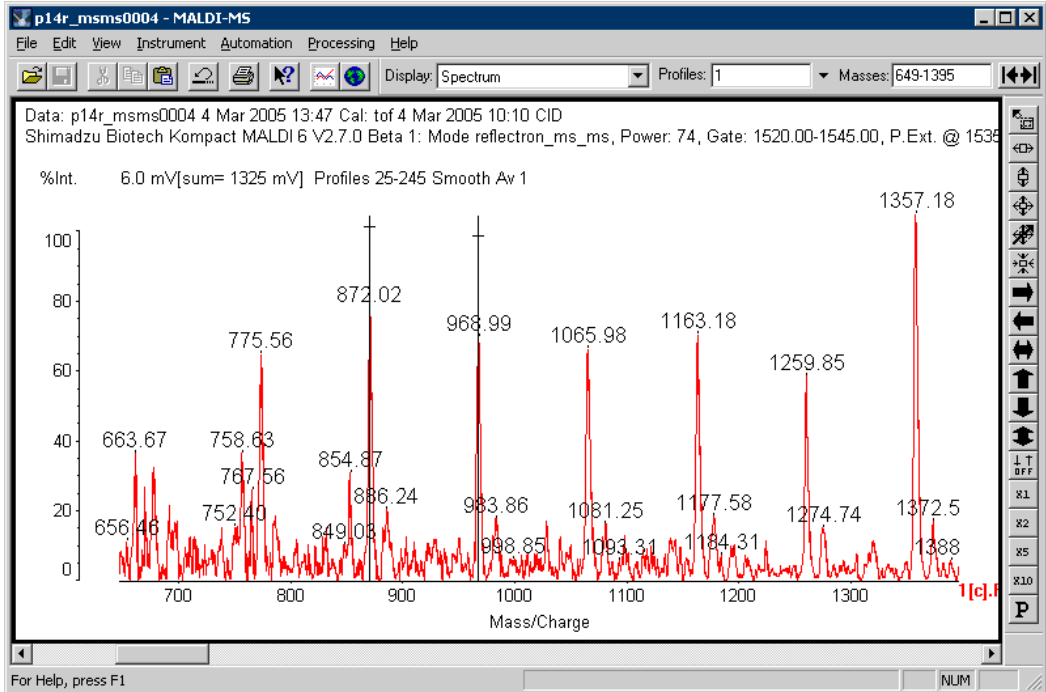 p14r_msms0004 - MALDI-MS
File Edit View Instrument Automation Processing Help
Display: Spectrum Profiles: 1 Masses: 649-1395
Data: p14r_msms0004 4 Mar 2005 13:47 Cal: tof 4 Mar 2005 10:10 CID
Shimadzu Biotech Kompact MALDI 6 V2.7.0 Beta 1: Mode reflectron_ms_ms, Power: 74, Gate: 1520.00-1545.00, P.Ext. @ 1535
%Int. 6.0 mV[sum= 1325 mV] Profiles 25-245 Smooth Av 1
1357.18
100
872.02
80
968.99
1065.98
1163.18
775.56
1259.85
60
663.67
758.63
40
854.87
767.56
886.24
983.86
1081.25
1177.58
1372.5
20
656.46
752.40
849.03
1274.74
998.85
1093.31
1184.31
1388
0
700 800 900 1000 1100 1200 1300
1[c].
Mass/Charge
OFF
X1
X2
X5
X10
P
For Help, press F1
NUM